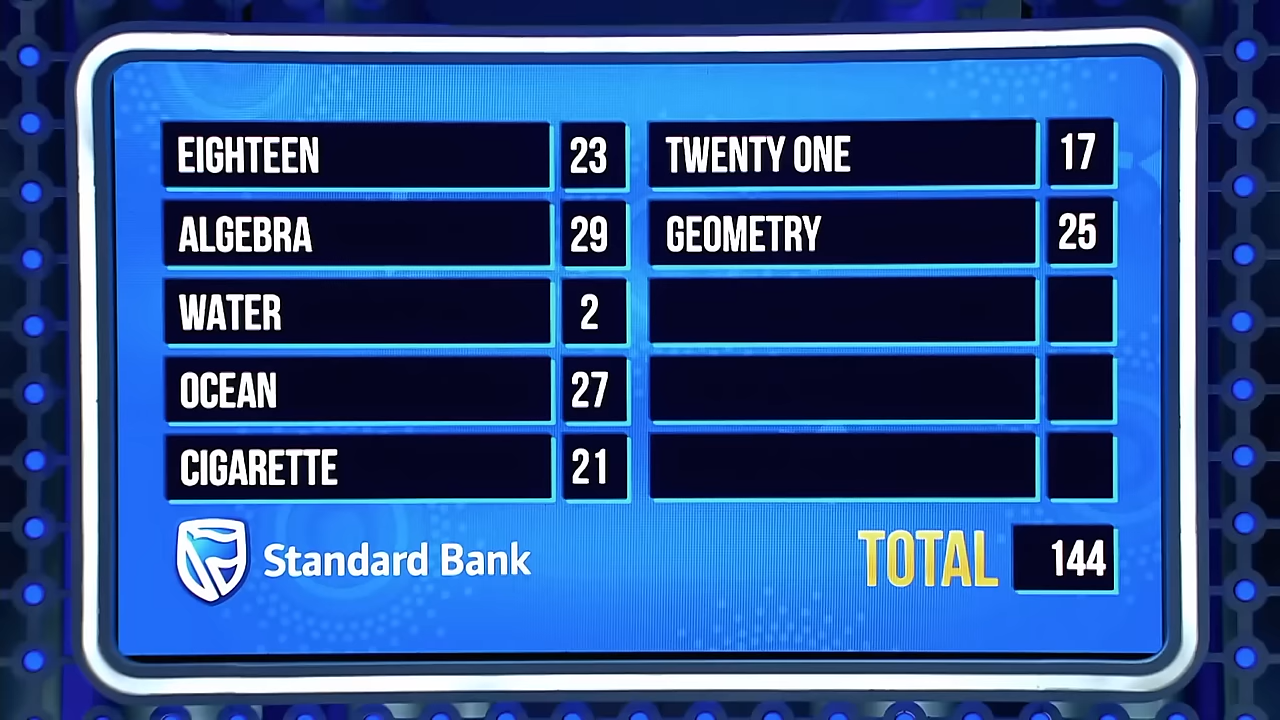 EIGHTEEN 23
ALGEBRA 29
WATER 2
OCEAN 27
CIGARETTE 21
TWENTY ONE 17
GEOMETRY 25
Standard Bank
TOTAL 144